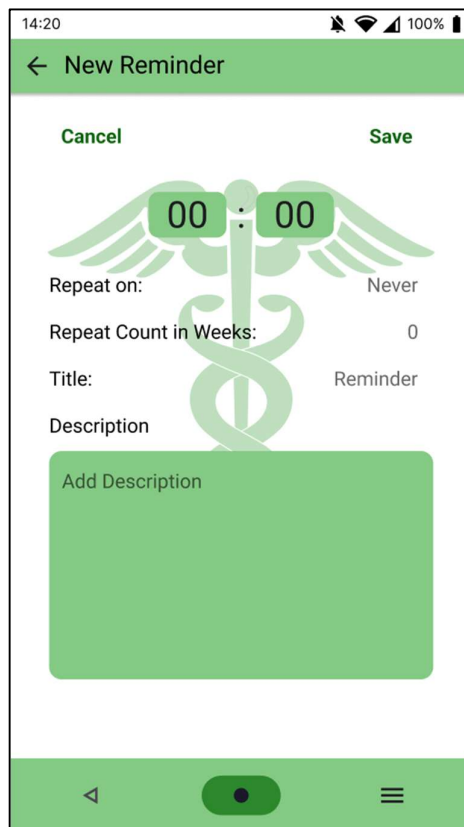 14:20 100%
New Reminder
Cancel Save
00 : 00
Repeat on: Never
Repeat Count in Weeks: 0
Title: Reminder
Description
Add Description